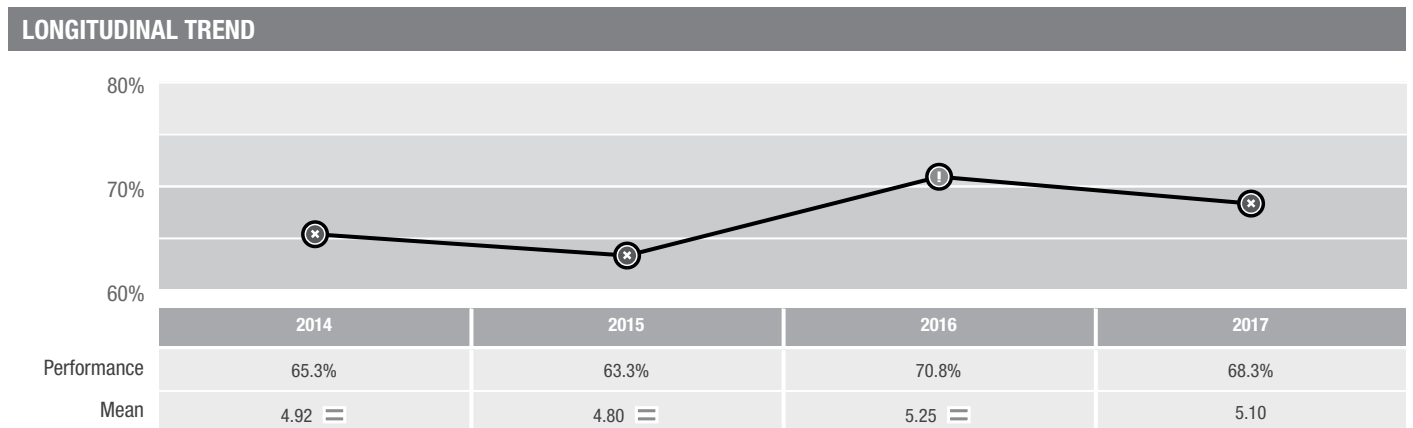 LONGITUDINAL TREND
80%
70%
60%
2014 2015 2016 2017
Performance 65.3% 63.3% 70.8% 68.3%
Mean 4.92 = 4.80 = 5.25 = 5.10